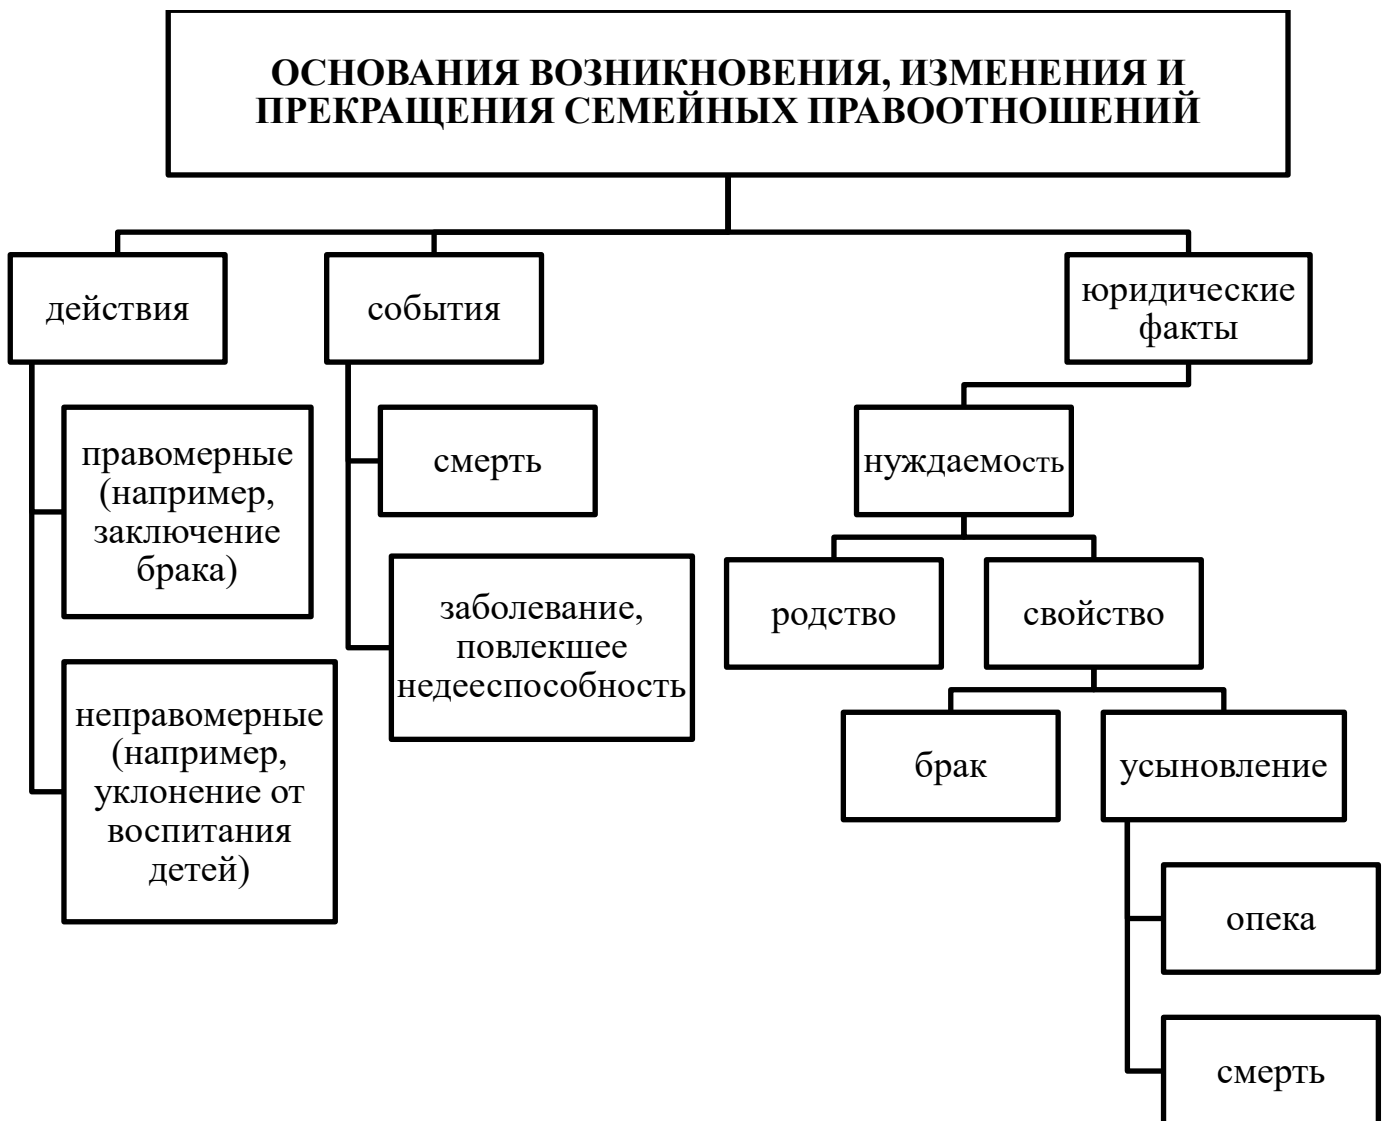 ОСНОВАНИЯ ВОЗНИКНОВЕНИЯ, ИЗМЕНЕНИЯ И
ПРЕКРАЩЕНИЯ СЕМЕЙНЫХ ПРАВООТНОШЕНИЙ
действия
события
юридические
факты
правомерные
(например,
заключение
брака)
смерть
нуждаемость
неправомерные
(например,
уклонение от
воспитания
детей)
заболевание,
повлекшее
недееспособность
родство
свойство
брак
усыновление
опека
смерть